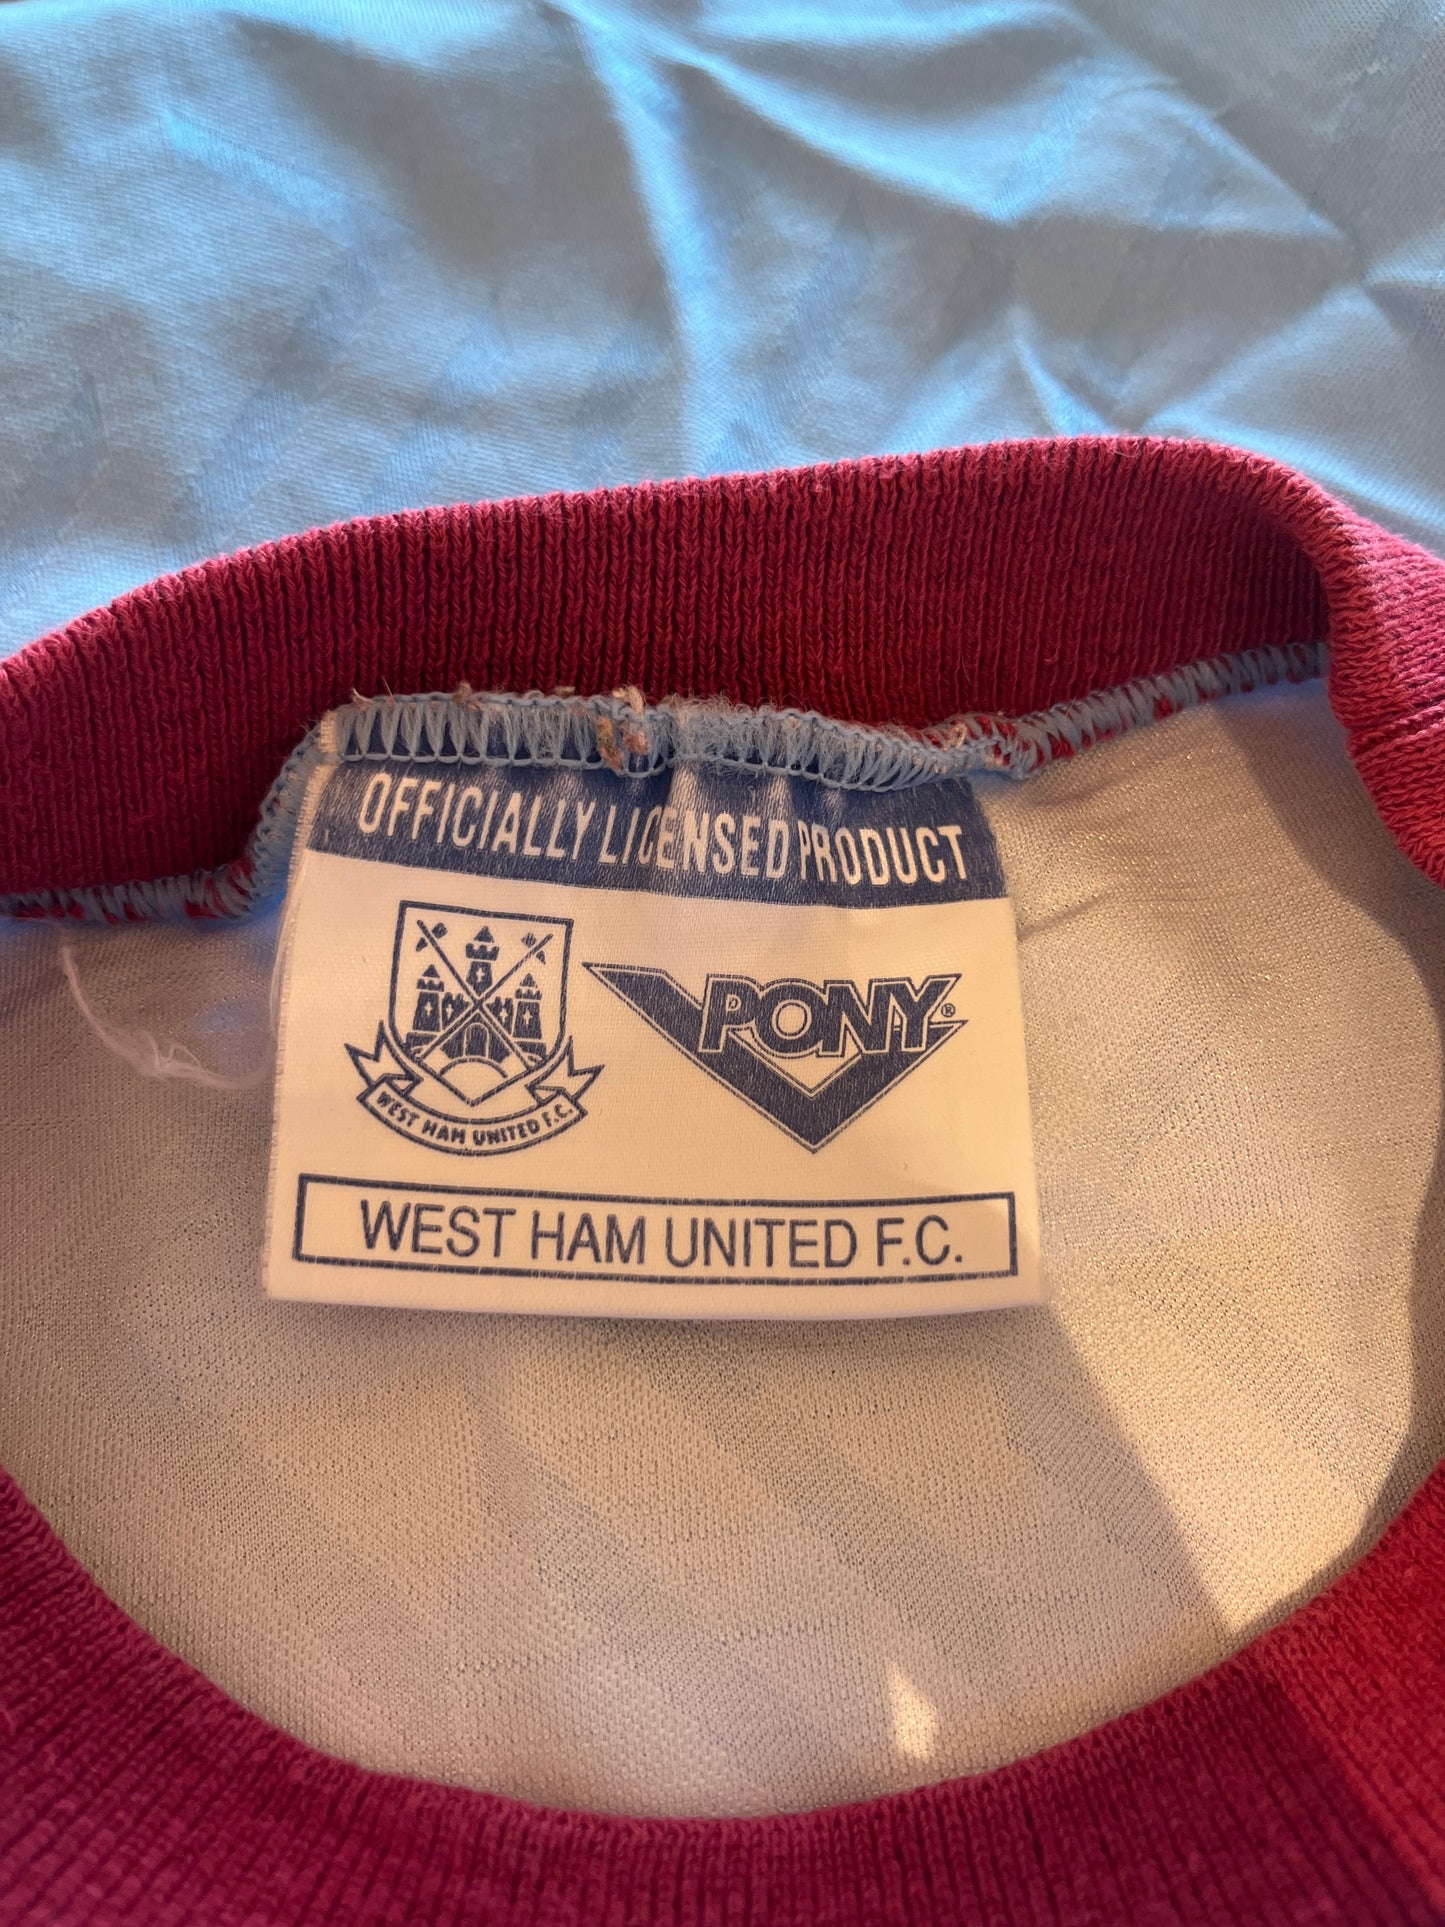 OFFICIALLY LICENSED PRODUCT
WEST HAM UNITED F.C.
PONY®
WEST HAM UNITED F.C.